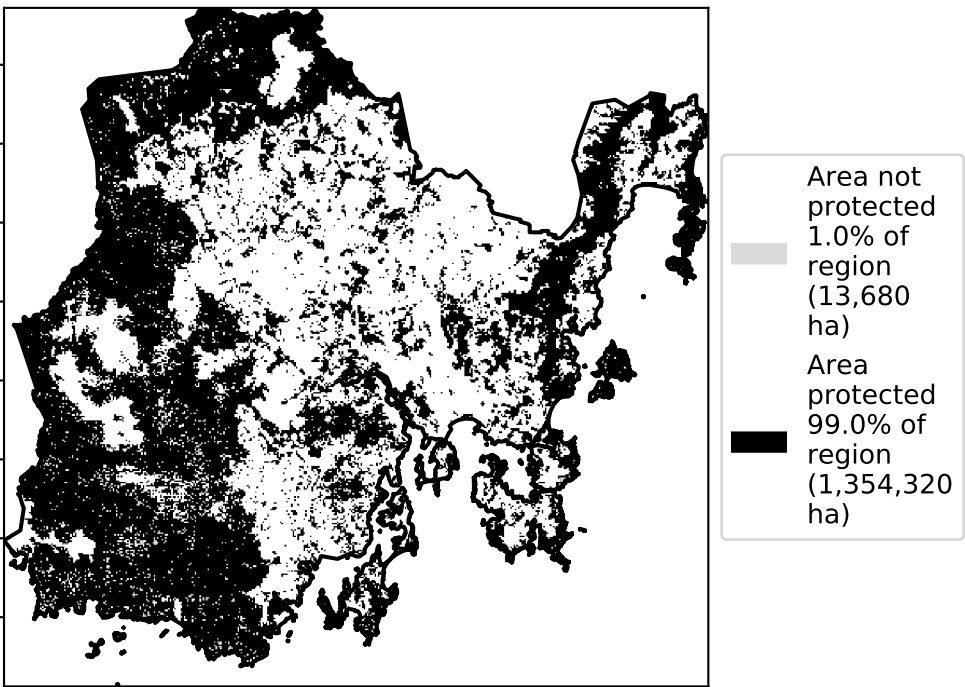 Area not
protected
1.0% of
region
(13,680
ha)
Area
protected
99.0% of
region
(1,354,320
ha)